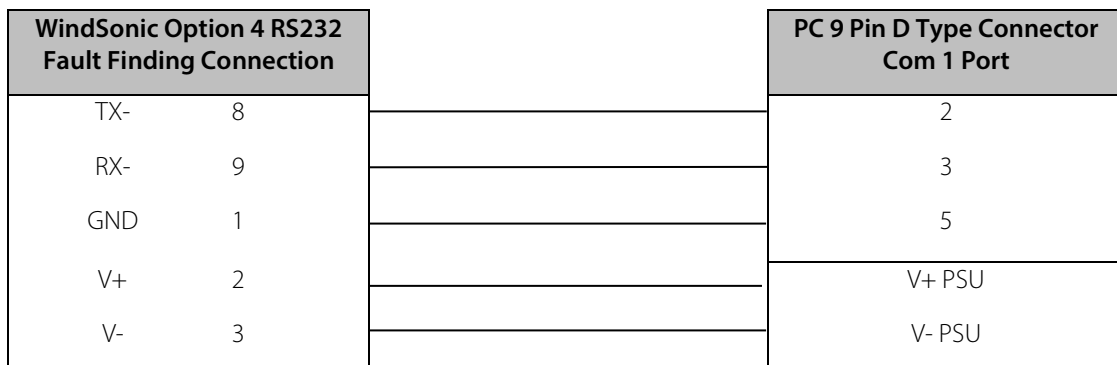 WindSonic Option 4 RS232
Fault Finding Connection
PC 9 Pin D Type Connector
Com 1 Port
TX- 8 2
RX- 9 3
GND 1 5
V+ 2 V+ PSU
V- 3 V- PSU